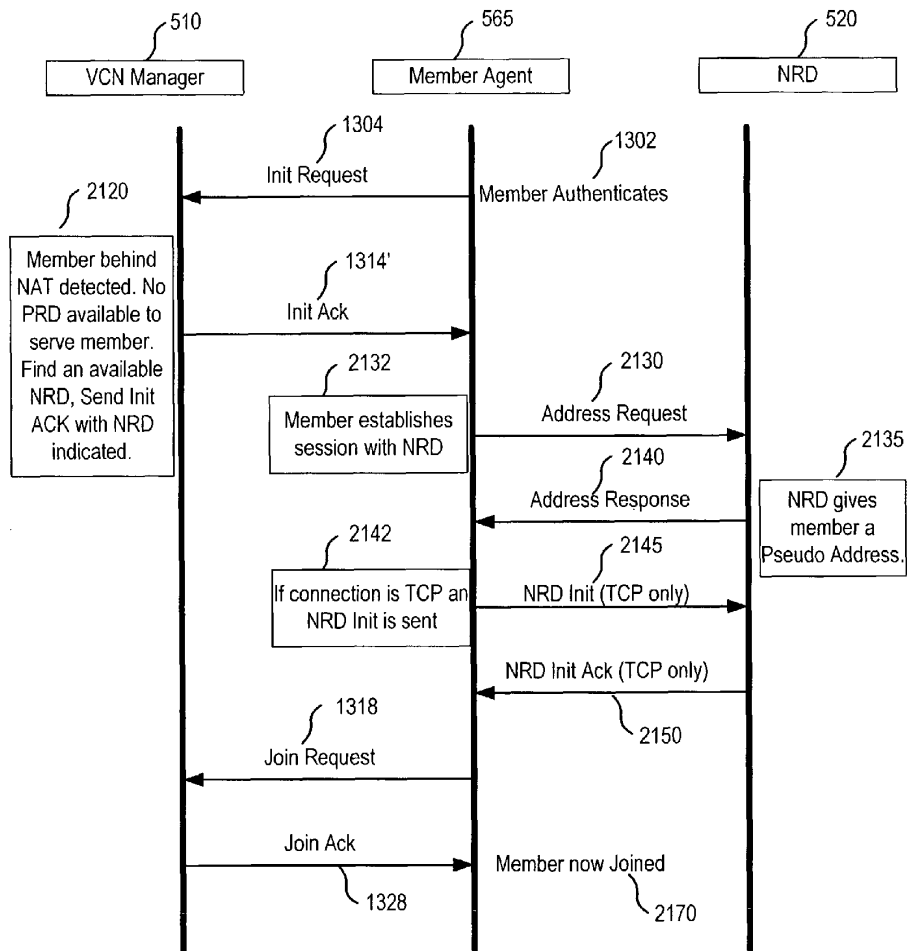 510
565
520
VCN Manager
Member Agent
NRD
1304
1302
Init Request
Member Authenticates
2120
Member behind
NAT detected. No
PRD available to
serve member.
Find an available
NRD, Send Init
ACK with NRD
indicated.
1314'
Init Ack
2132
Member establishes
session with NRD
2130
Address Request
2135
NRD gives
member a
Pseudo Address.
2140
Address Response
2142
If connection is TCP an
NRD Init is sent
2145
NRD Init (TCP only)
NRD Init Ack (TCP only)
2150
1318
Join Request
Join Ack
1328
Member now Joined
2170